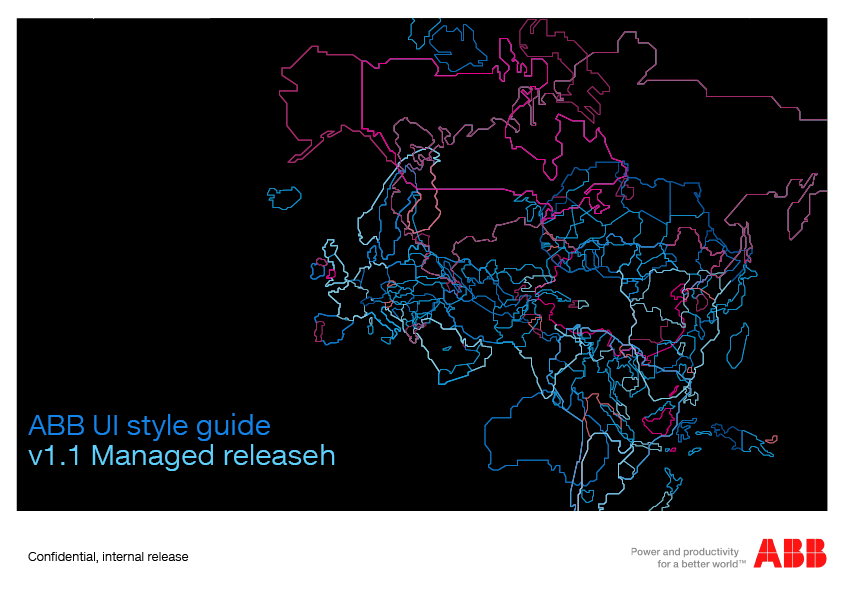 ABB UI style guide
v1.1 Managed releaseh
Confidential, internal release
Power and productivity
for a better world™
ABB